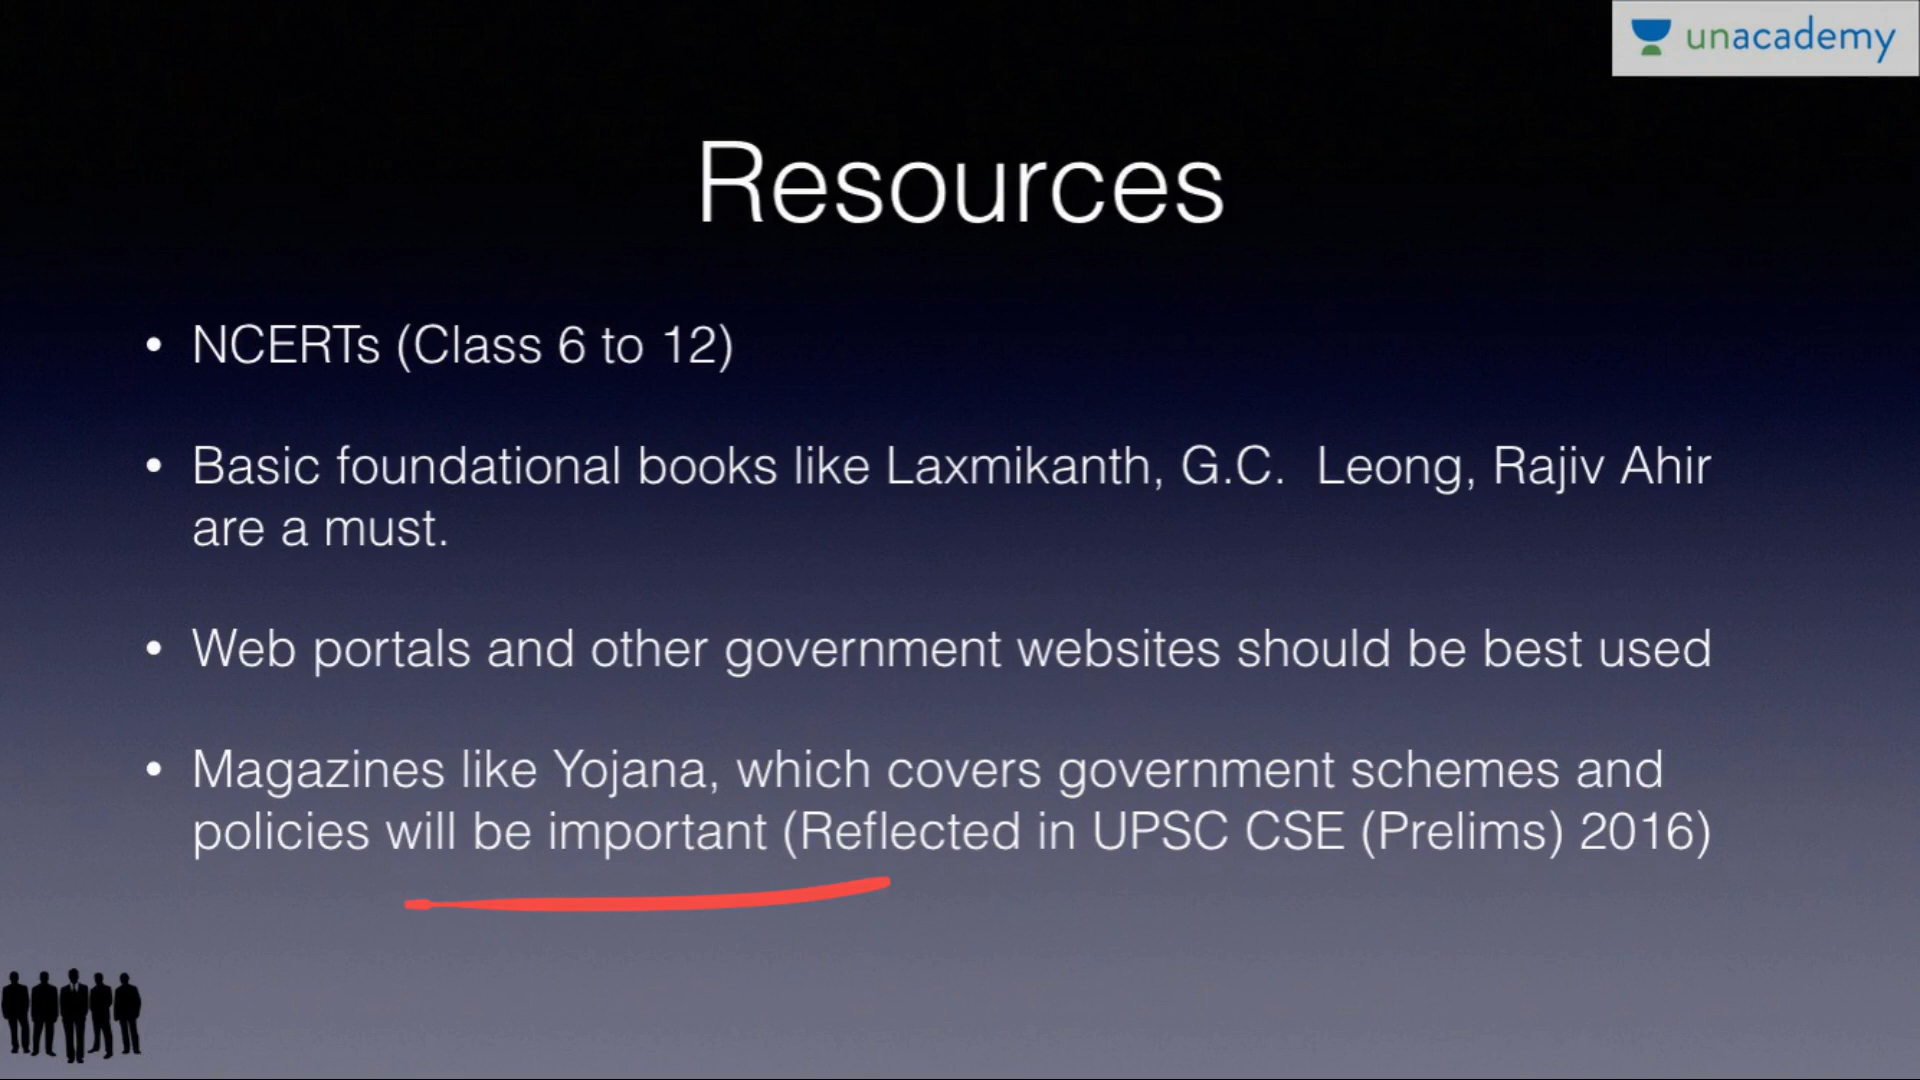 unacademy
Resources
• NCERTs (Class 6 to 12)
• Basic foundational books like Laxmikanth, G.C.  Leong, Rajiv Ahir
are a must.
• Web portals and other government websites should be best used
• Magazines like Yojana, which covers government schemes and
policies will be important (Reflected in UPSC CSE (Prelims) 2016)